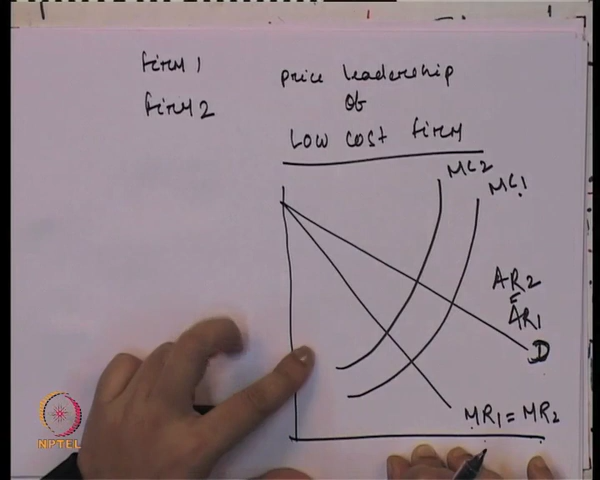 Firm 1
Firm 2
Price leadership
of
Low cost firm
MC2
MC1
AR2
=
AR1
D
MR1 = MR2
NPTEL